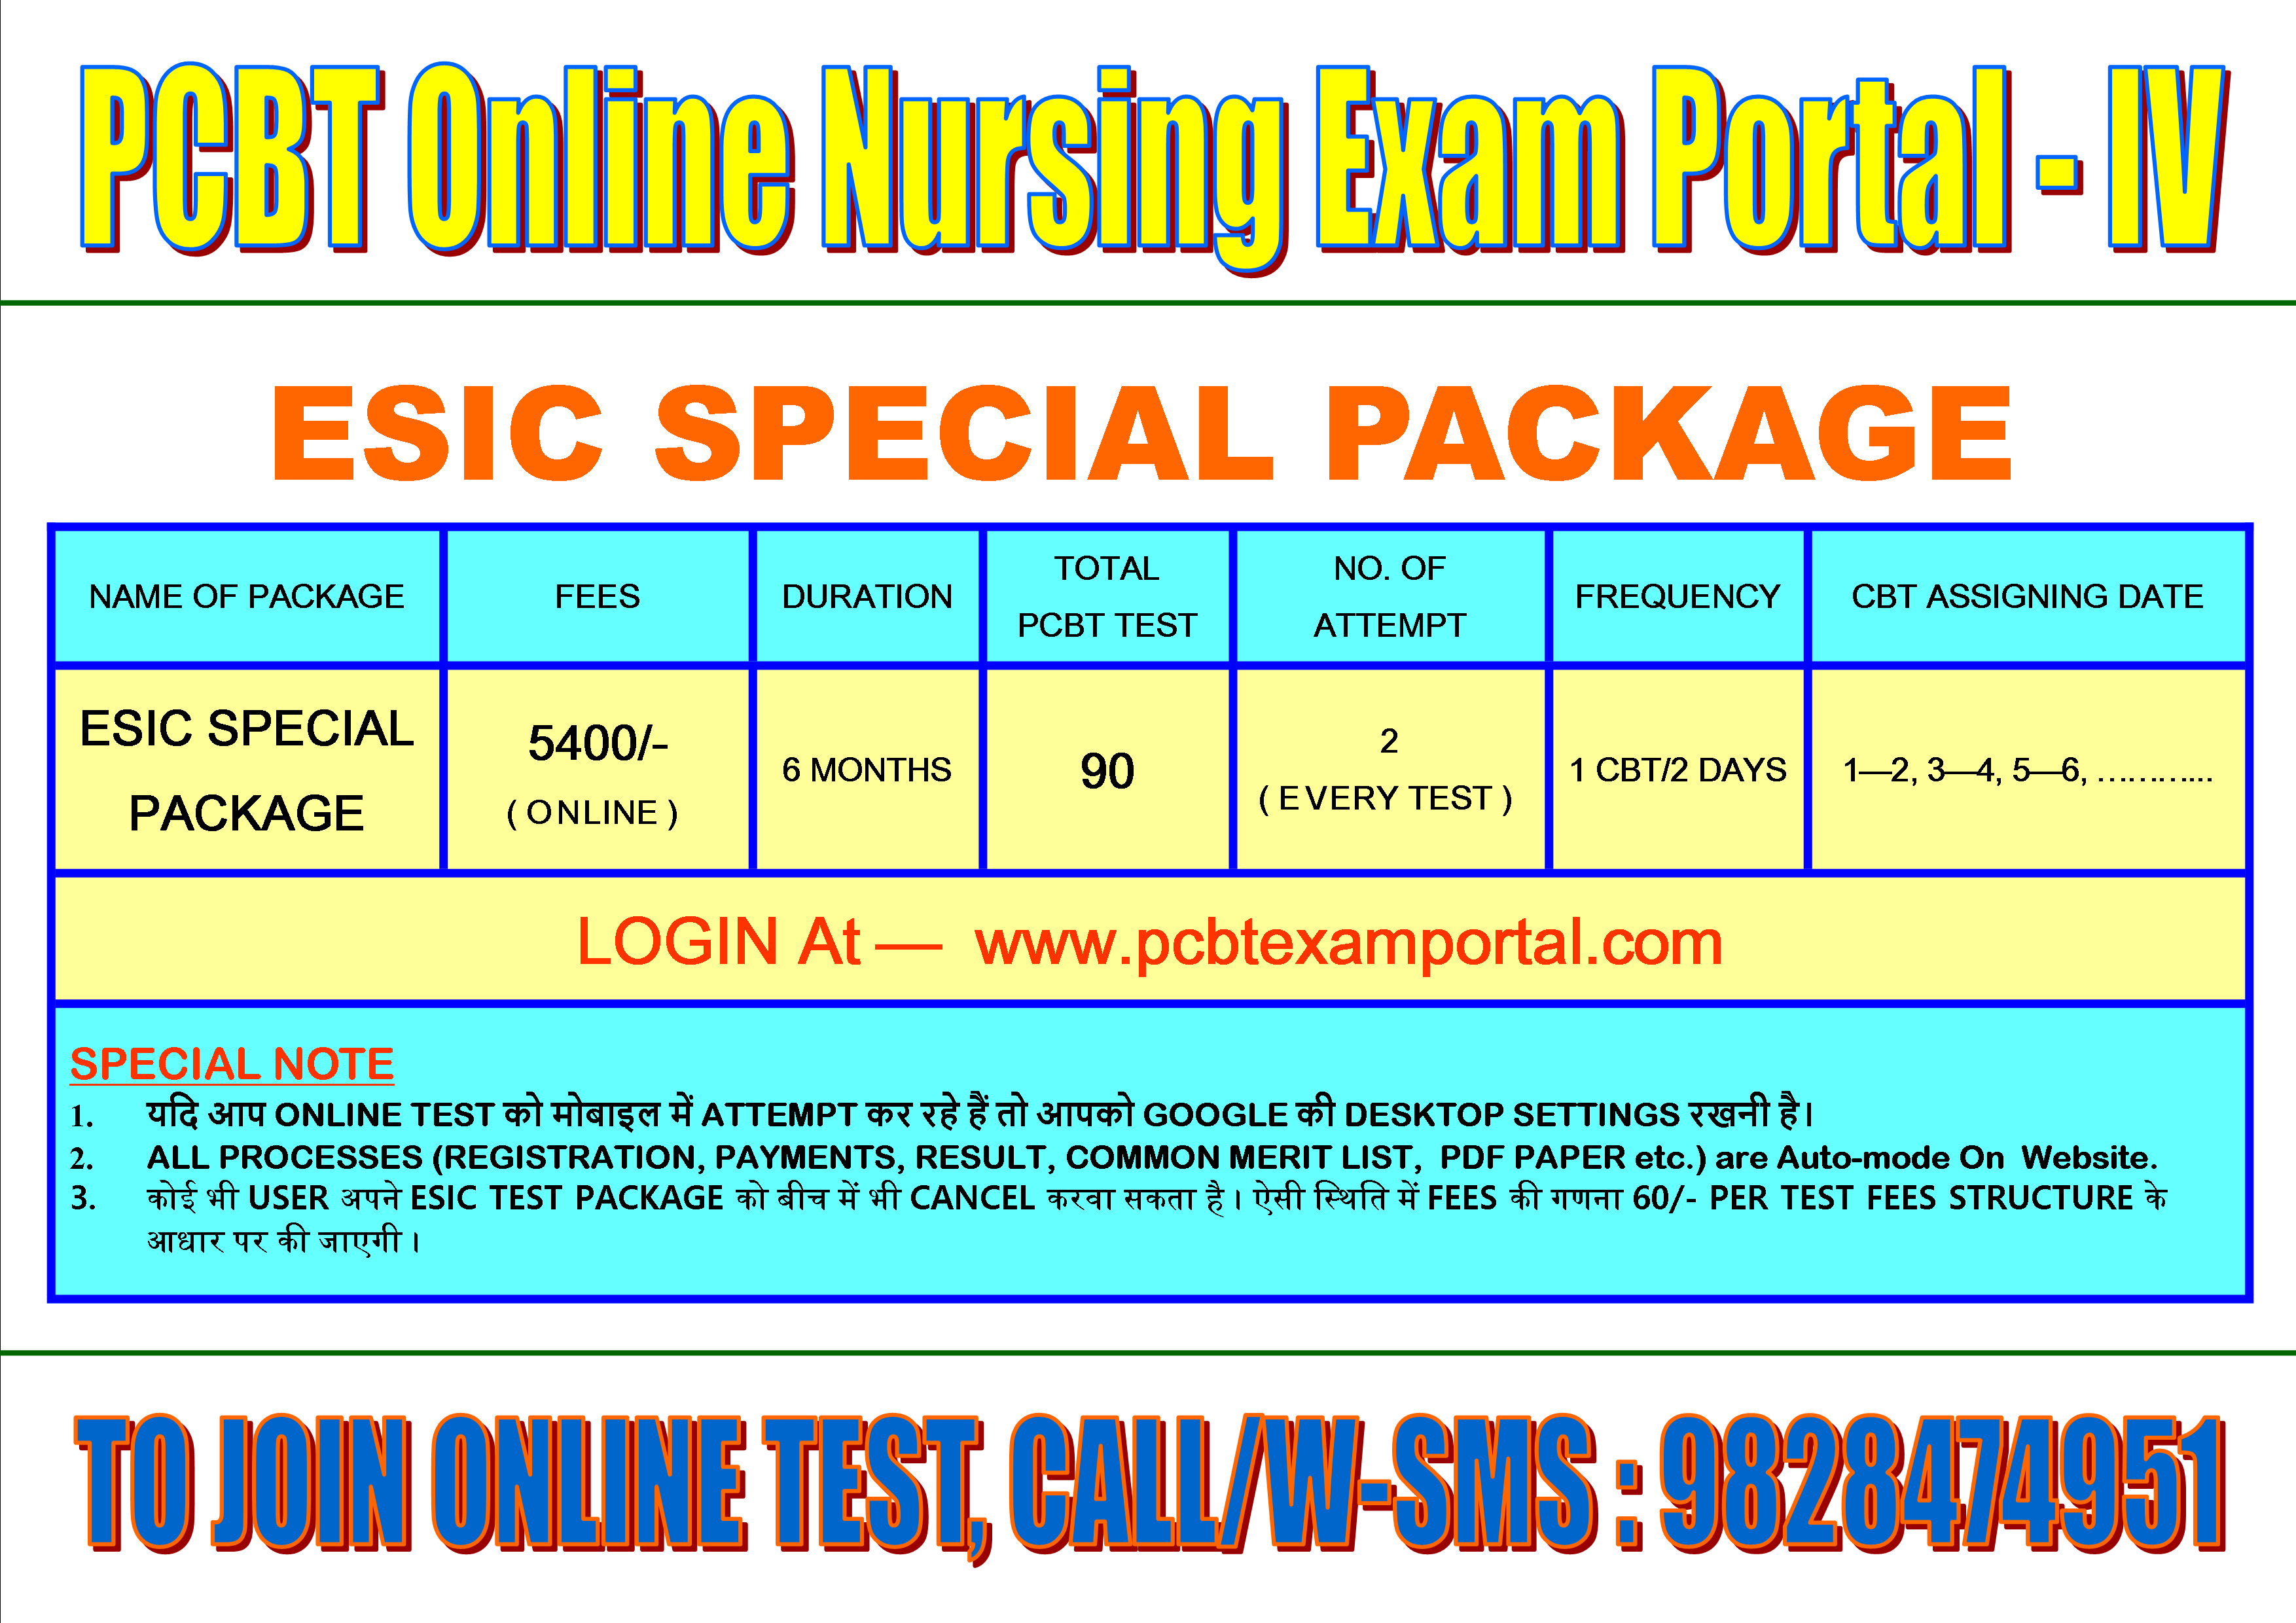 PCBT Online Nursing Exam Portal - IV
ESIC SPECIAL PACKAGE
NAME OF PACKAGE
FEES
DURATION
TOTAL
PCBT TEST
NO. OF
ATTEMPT
FREQUENCY
CBT ASSIGNING DATE
ESIC SPECIAL
PACKAGE
5400/-
( ONLINE )
6 MONTHS
90
2
( EVERY TEST )
1 CBT/2 DAYS
1—2, 3—4, 5—6, ………...
LOGIN At — www.pcbtexamportal.com
SPECIAL NOTE
1. यदि आप ONLINE TEST को मोबाइल में ATTEMPT कर रहे हैं तो आपको GOOGLE की DESKTOP SETTINGS रखनी है।
2. ALL PROCESSES (REGISTRATION, PAYMENTS, RESULT, COMMON MERIT LIST, PDF PAPER etc.) are Auto-mode On Website.
3. कोई भी USER अपने ESIC TEST PACKAGE को बीच में भी CANCEL करवा सकता है। ऐसी स्थिति में FEES की गणना 60/- PER TEST FEES STRUCTURE के
आधार पर की जाएगी।
TO JOIN ONLINE TEST, CALL/W-SMS : 9828474951